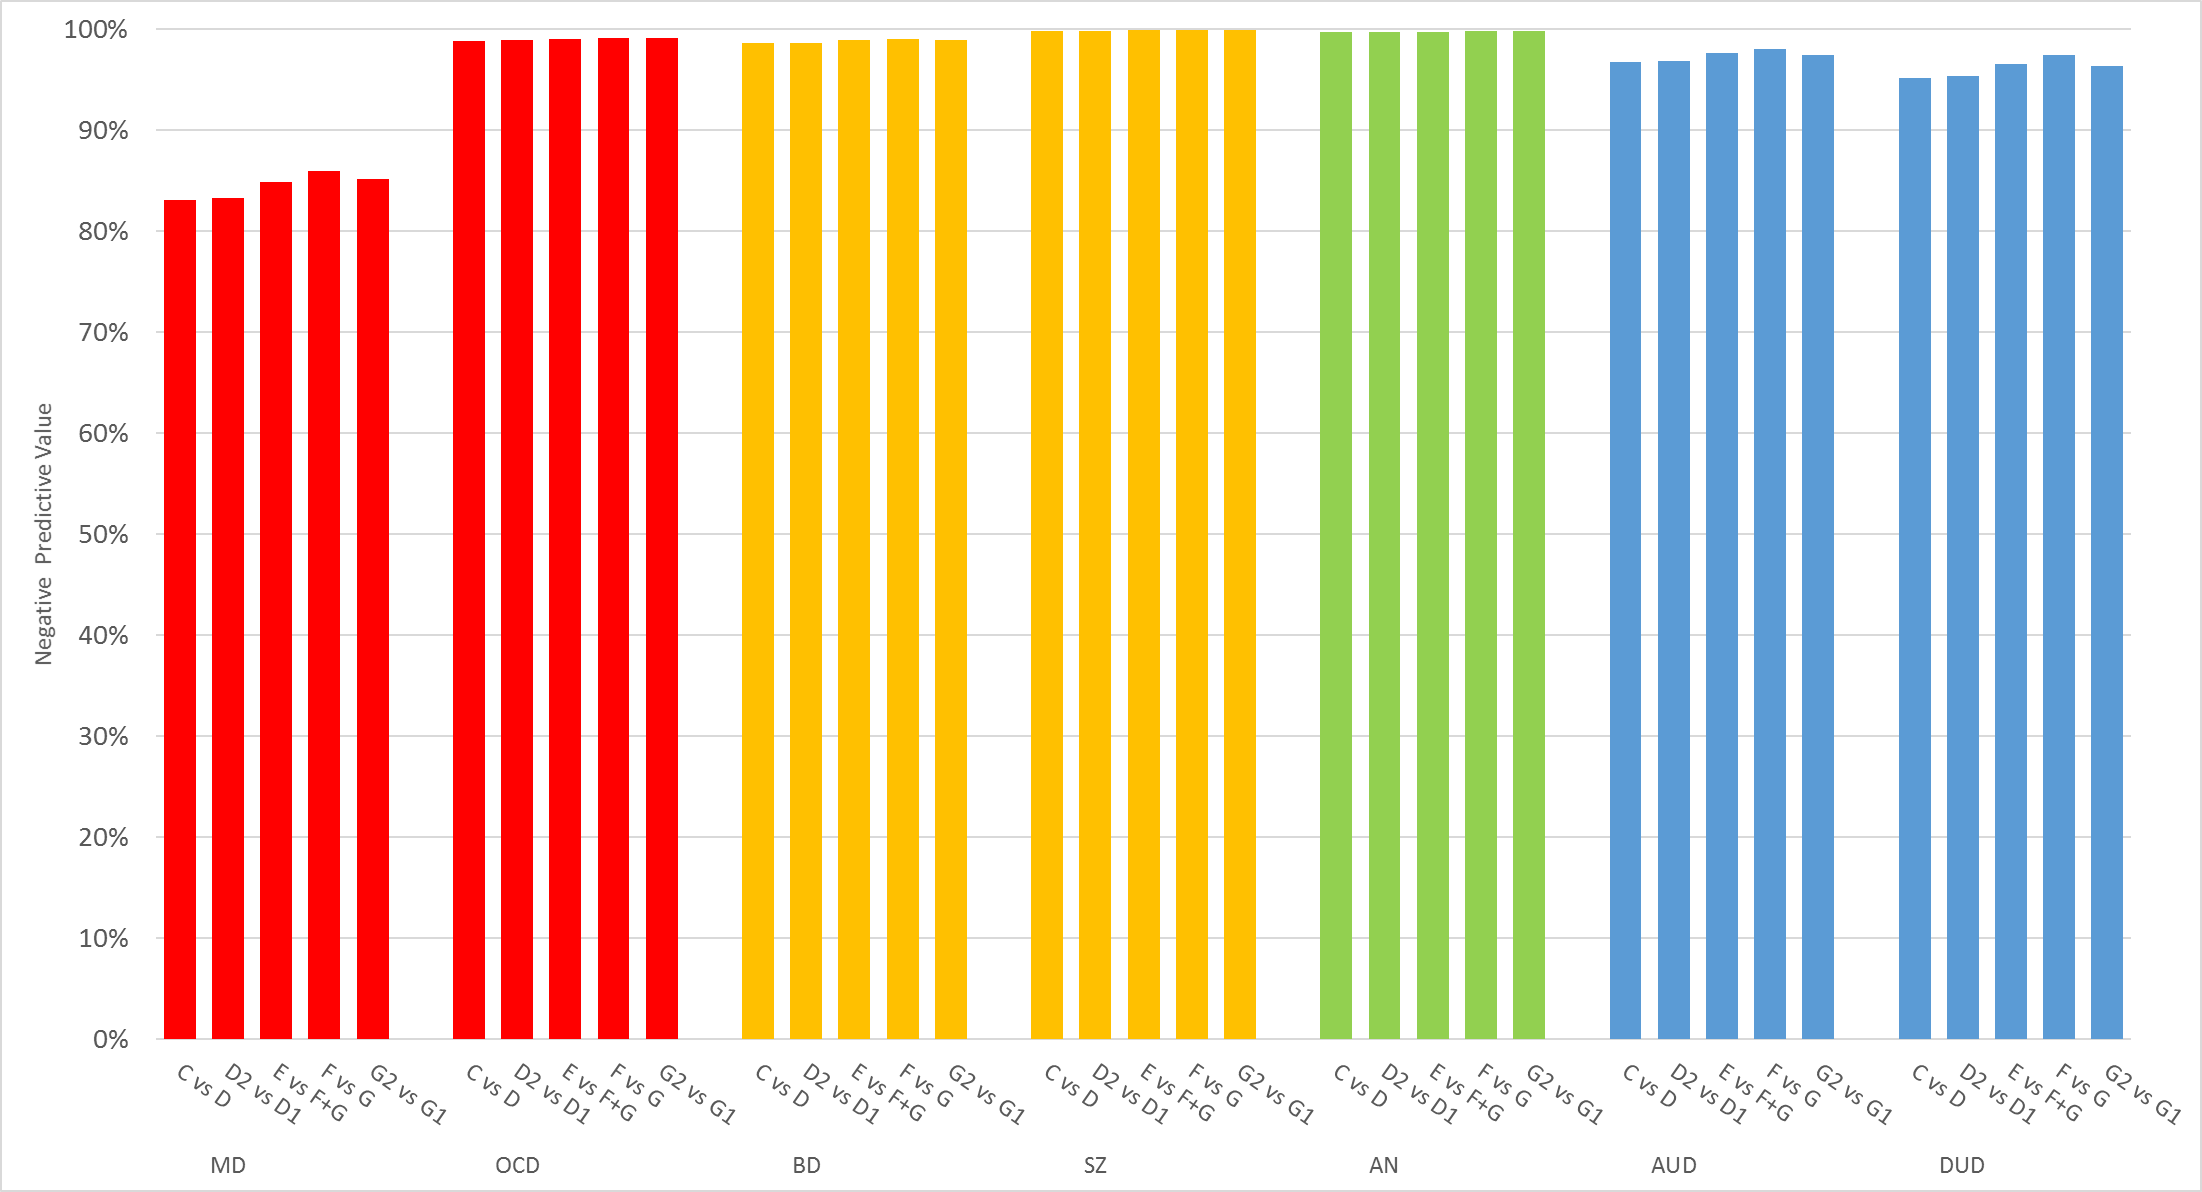 100%
90%
80%
70%
60%
50%
40%
30%
20%
10%
0%
Negative Predictive Value
C vs D
D2 vs D1
E vs F+G
F vs G
G2 vs G1
C vs D
D2 vs D1
E vs F+G
F vs G
G2 vs G1
C vs D
D2 vs D1
E vs F+G
F vs G
G2 vs G1
C vs D
D2 vs D1
E vs F+G
F vs G
G2 vs G1
C vs D
D2 vs D1
E vs F+G
F vs G
G2 vs G1
C vs D
D2 vs D1
E vs F+G
F vs G
G2 vs G1
C vs D
D2 vs D1
E vs F+G
F vs G
G2 vs G1
MD
OCD
BD
SZ
AN
AUD
DUD